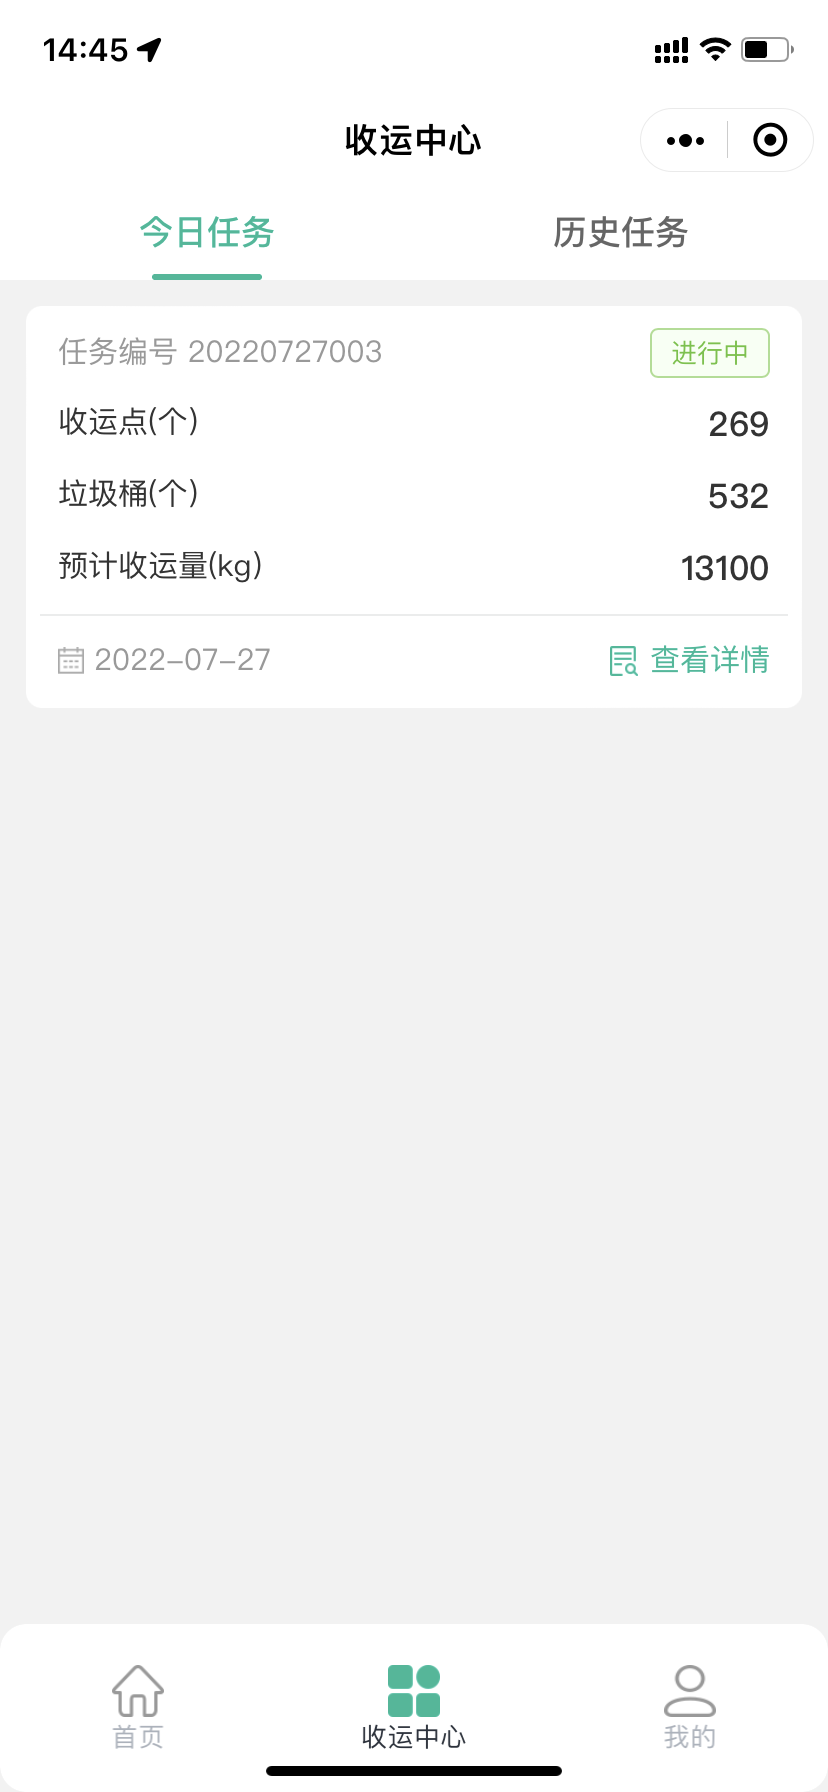 14:45
收运中心
今日任务 历史任务
任务编号 20220727003 进行中
收运点(个) 269
垃圾桶(个) 532
预计收运量(kg) 13100
2022-07-27 查看详情
首页 收运中心 我的